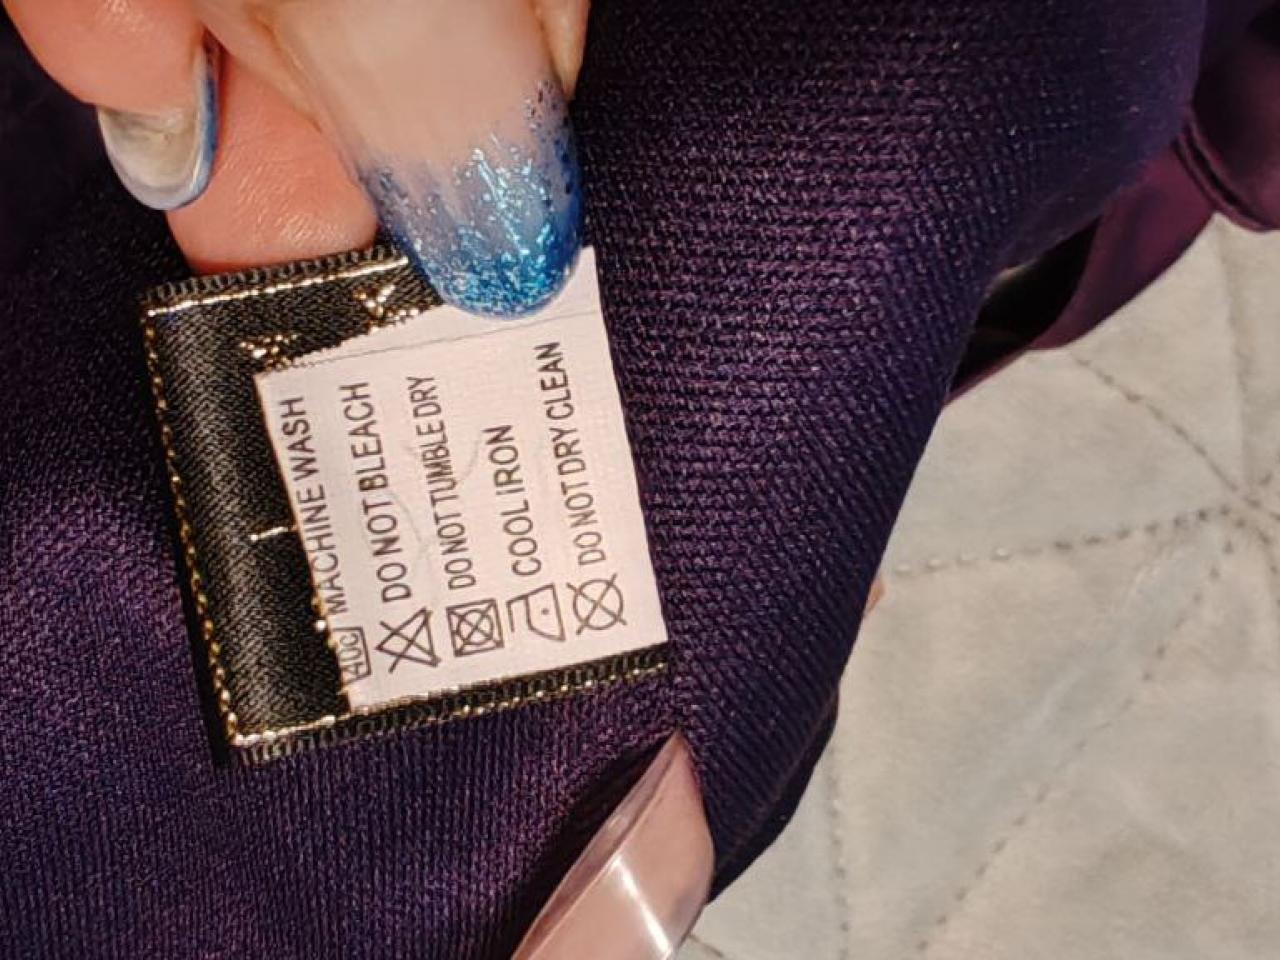 40c MACHINE WASH
DO NOT BLEACH
DO NOT TUMBLE DRY
COOL IRON
DO NOT DRY CLEAN